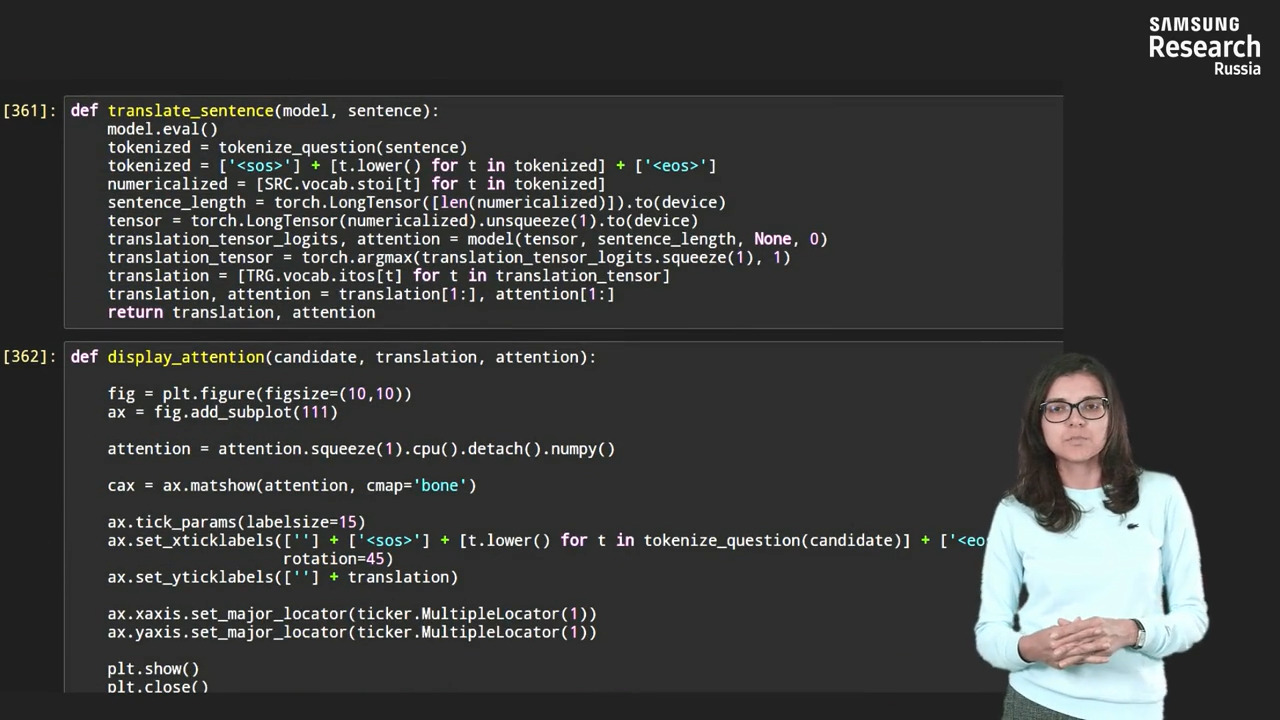 SAMSUNG
Research
Russia
[361]: def translate_sentence(model, sentence):
model.eval()
tokenized = tokenize_question(sentence)
tokenized = ['<sos>'] + [t.lower() for t in tokenized] + ['<eos>']
numericalized = [SRC.vocab.stoi[t] for t in tokenized]
sentence_length = torch.LongTensor([len(numericalized)]).to(device)
tensor = torch.LongTensor(numericalized).unsqueeze(1).to(device)
translation_tensor_logits, attention = model(tensor, sentence_length, None, 0)
translation_tensor = torch.argmax(translation_tensor_logits.squeeze(1), 1)
translation = [TRG.vocab.itos[t] for t in translation_tensor]
translation, attention = translation[1:], attention[1:]
return translation, attention
[362]: def display_attention(candidate, translation, attention):
fig = plt.figure(figsize=(10,10))
ax = fig.add_subplot(111)
attention = attention.squeeze(1).cpu().detach().numpy()
cax = ax.matshow(attention, cmap='bone')
ax.tick_params(labelsize=15)
ax.set_xticklabels([''] + ['<sos>'] + [t.lower() for t in tokenize_question(candidate)] + ['<eo
rotation=45)
ax.set_yticklabels([''] + translation)
ax.xaxis.set_major_locator(ticker.MultipleLocator(1))
ax.yaxis.set_major_locator(ticker.MultipleLocator(1))
plt.show()
plt.close()